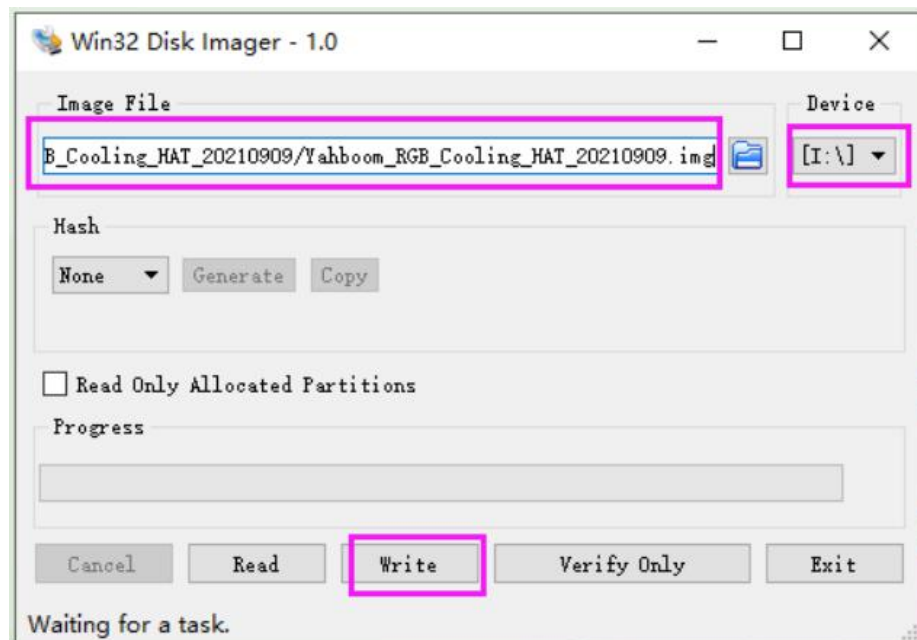 Win32 Disk Imager - 1.0
Image File
Device
B_Cooling_HAT_20210909/Yahboom_RGB_Cooling_HAT_20210909.img
[I:\]
Hash
None Generate Copy
Read Only Allocated Partitions
Progress
Cancel Read Write Verify Only Exit
Waiting for a task.